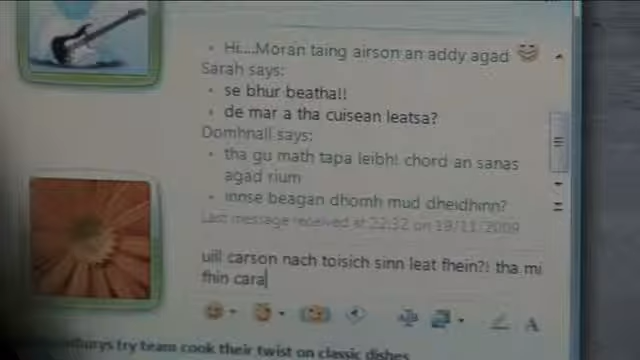 Hi....Moran taing airson an addy agad
Sarah says:
se bhur beatha!!
de mar a tha cuisean leatsa?
Domhnall says:
tha gu math tapa leibh! chord an sanas
agad rium
innse beagan dhomh mud dheidhinn?
Last message received at 22:32 on 19/11/2009
uill carson nach toisich sinn leat fhein?! tha mi
fhin cara
try team cook their twist on classic dishes